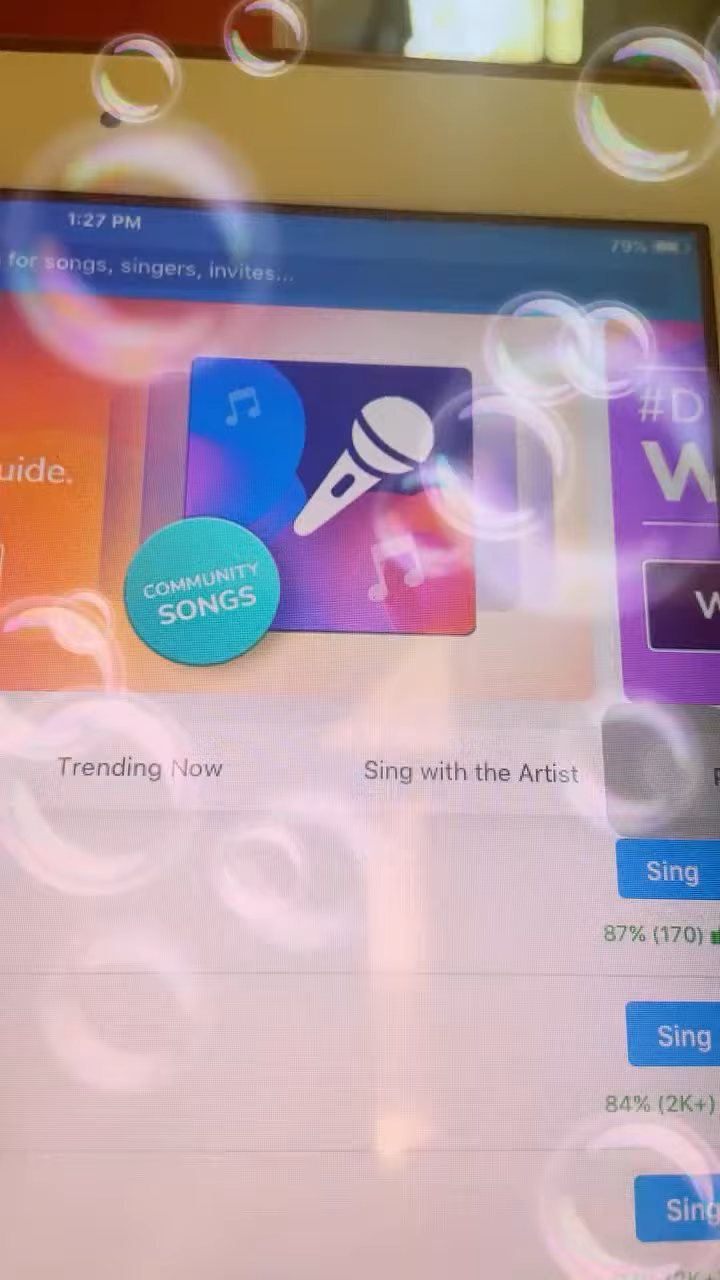 1:27 PM
79%
for songs, singers, invites...
#D
W
uide.
COMMUNITY
SONGS
W
Trending Now
Sing with the Artist
Sing
87% (170)
Sing
84% (2K+)
Sing